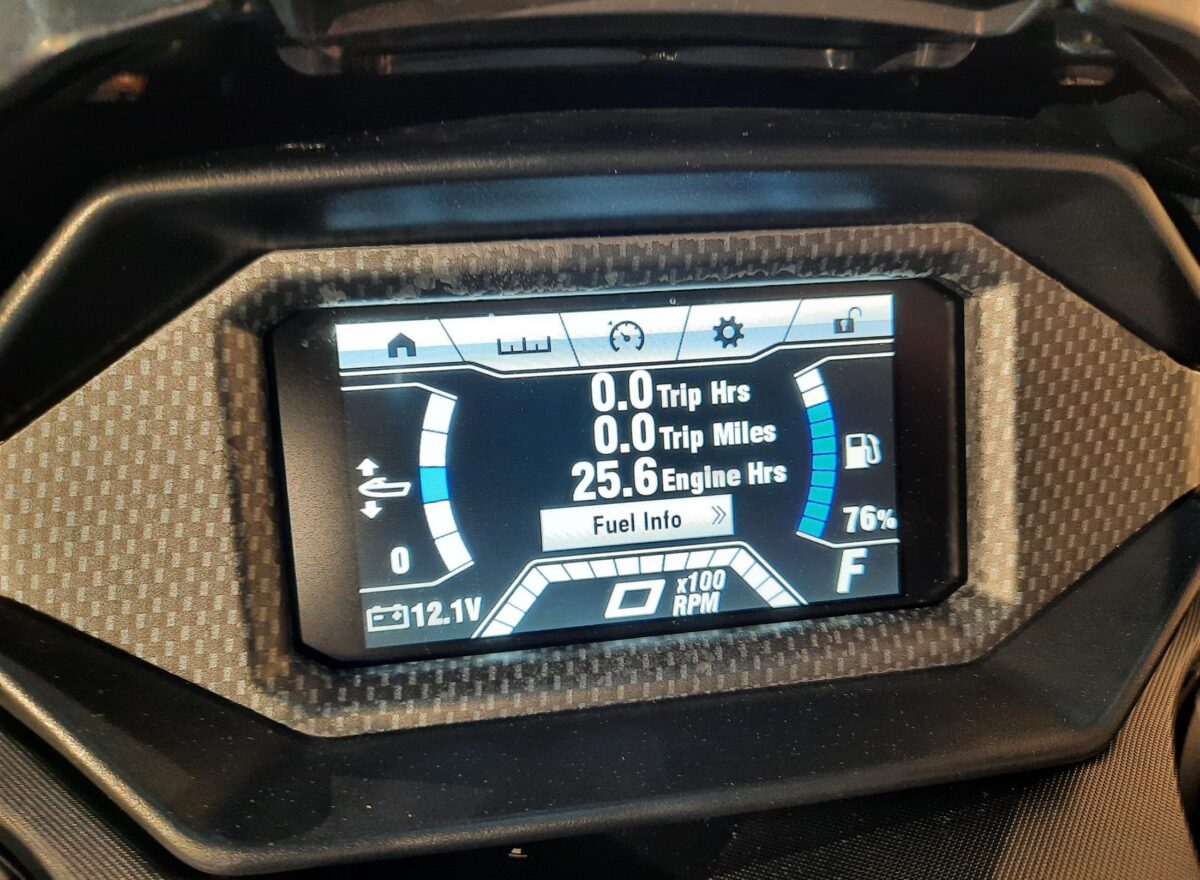 0.0 Trip Hrs
0.0 Trip Miles
25.6 Engine Hrs
Fuel Info
76%
F
0
12.1V
0 x100
RPM